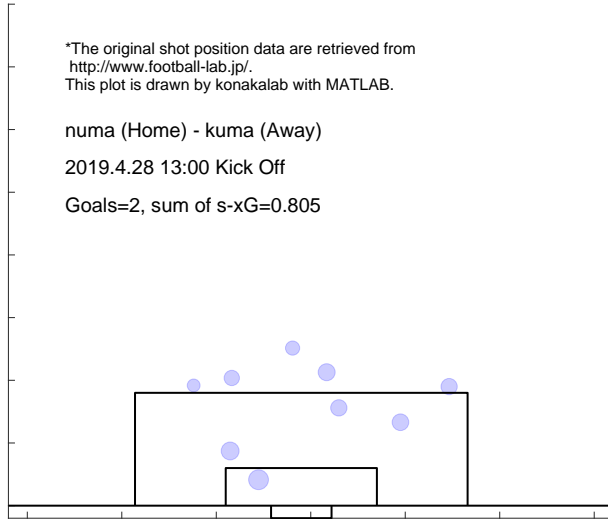 *The original shot position data are retrieved from
http://www.football-lab.jp/.
This plot is drawn by konakalab with MATLAB.
numa (Home) - kuma (Away)
2019.4.28 13:00 Kick Off
Goals=2, sum of s-xG=0.805